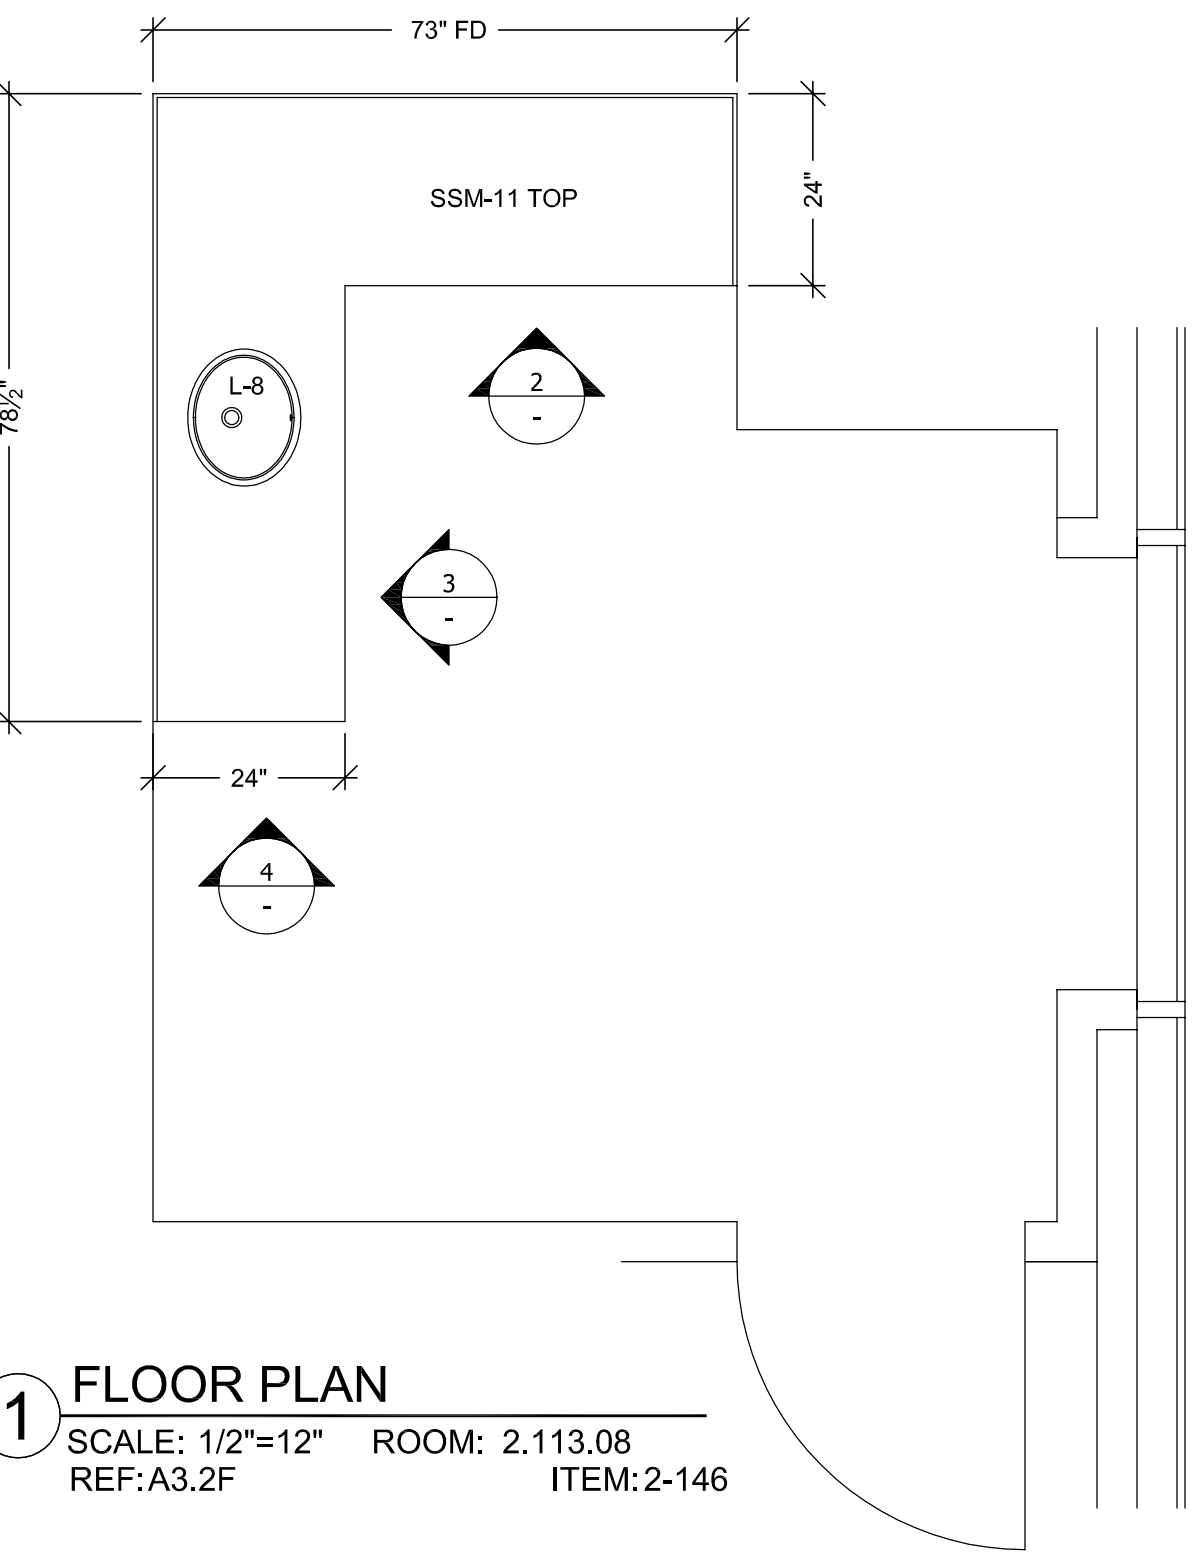 73" FD
SSM-11 TOP
24"
78½"
L-8
2
-
3
-
24"
4
-
1
FLOOR PLAN
SCALE: 1/2"=12" ROOM: 2.113.08
REF: A3.2F ITEM: 2-146